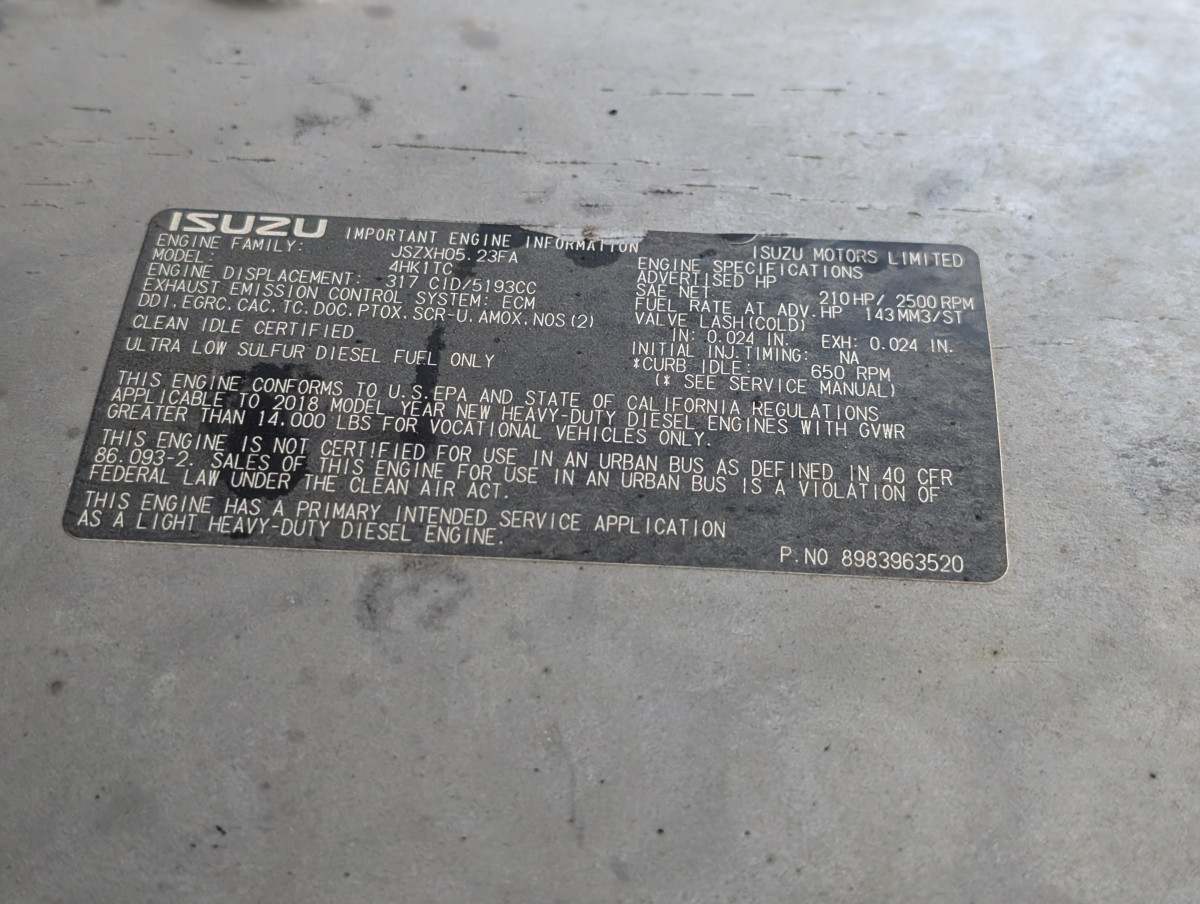 ISUZU IMPORTANT ENGINE INFORMATION
ISUZU MOTORS LIMITED
ENGINE FAMILY: JSZXH05.23FA
MODEL: 4HK1TC
ENGINE DISPLACEMENT: 317 CID/5193CC
EXHAUST EMISSION CONTROL SYSTEM: ECM
DDI.EGRC.CAC.TC.DOC.PTOX.SCR-U.AMOX.NOS(2)
CLEAN IDLE CERTIFIED
ULTRA LOW SULFUR DIESEL FUEL ONLY
ENGINE SPECIFICATIONS
ADVERTISED HP
SAE NET: 210HP/ 2500RPM
FUEL RATE AT ADV.HP 143MM3/ST
VALVE LASH(COLD)
IN: 0.024 IN. EXH: 0.024 IN.
INITIAL INJ.TIMING: NA
*CURB IDLE: 650 RPM
(* SEE SERVICE MANUAL)
THIS ENGINE CONFORMS TO U.S.EPA AND STATE OF CALIFORNIA REGULATIONS
APPLICABLE TO 2018 MODEL YEAR NEW HEAVY-DUTY DIESEL ENGINES WITH GVWR
GREATER THAN 14.000 LBS FOR VOCATIONAL VEHICLES ONLY.
THIS ENGINE IS NOT CERTIFIED FOR USE IN AN URBAN BUS AS DEFINED IN 40 CFR
86.093-2. SALES OF THIS ENGINE FOR USE IN AN URBAN BUS IS A VIOLATION OF
FEDERAL LAW UNDER THE CLEAN AIR ACT.
THIS ENGINE HAS A PRIMARY INTENDED SERVICE APPLICATION
AS A LIGHT HEAVY-DUTY DIESEL ENGINE.
P.NO 8983963520